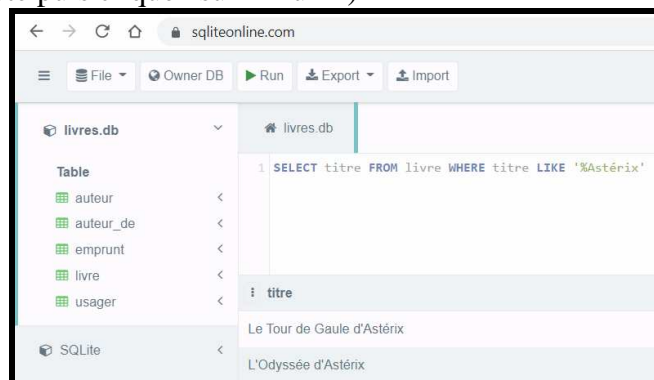 sqliteonline.com
File Owner DB Run Export Import
livres.db livres.db
Table
1 SELECT titre FROM livre WHERE titre LIKE '%Astérix'
auteur
auteur_de
emprunt
livre
usager
titre
Le Tour de Gaule d'Astérix
SQLite
L'Odyssée d'Astérix